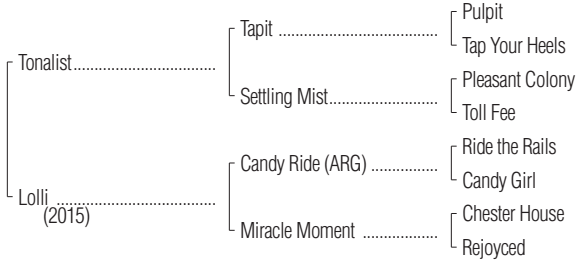 Pulpit
Tapit
Tap Your Heels
Tonalist
Pleasant Colony
Settling Mist
Toll Fee
Ride the Rails
Candy Ride (ARG)
Candy Girl
Lolli
(2015)
Chester House
Miracle Moment
Rejoyced